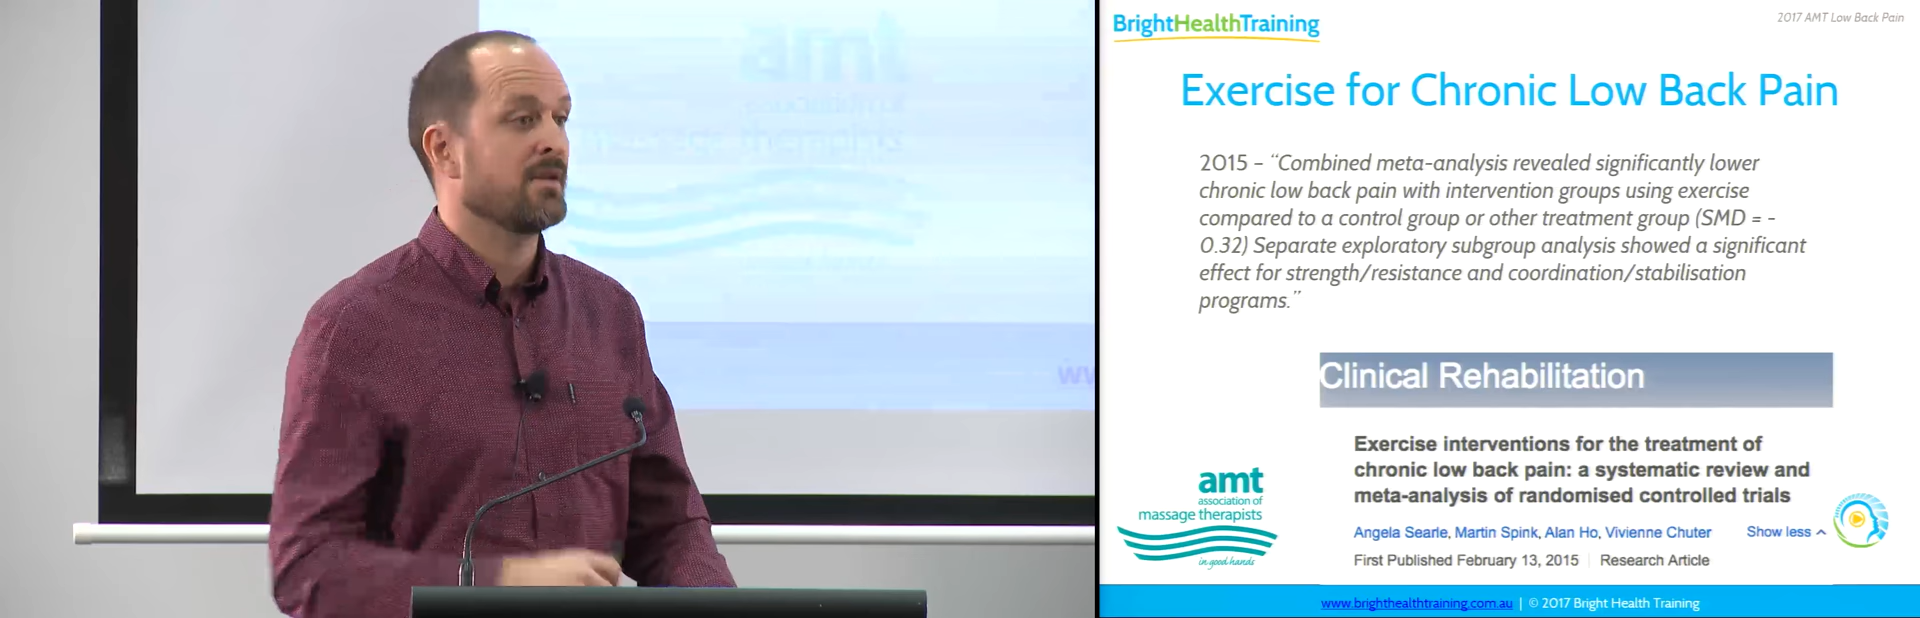 BrightHealthTraining
2017 AMT Low Back Pain
Exercise for Chronic Low Back Pain
2015 – “Combined meta-analysis revealed significantly lower
chronic low back pain with intervention groups using exercise
compared to a control group or other treatment group (SMD = -
0.32) Separate exploratory subgroup analysis showed a significant
effect for strength/resistance and coordination/stabilisation
programs.”
Clinical Rehabilitation
Exercise interventions for the treatment of
chronic low back pain: a systematic review and
meta-analysis of randomised controlled trials
Angela Searle, Martin Spink, Alan Ho, Vivienne Chuter Show less
First Published February 13, 2015 | Research Article
amt
association of
massage therapists
in good hands
www.brighthealthtraining.com.au | © 2017 Bright Health Training